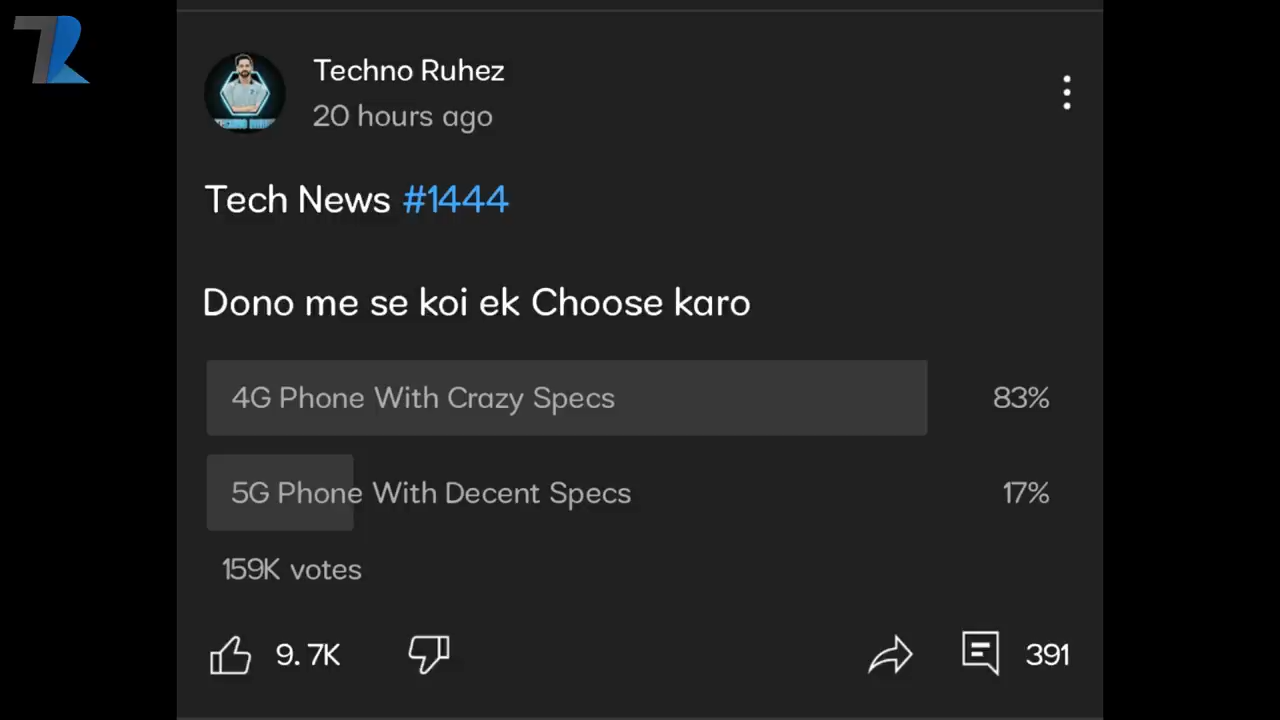 TR
Techno Ruhez
20 hours ago
Tech News #1444
Dono me se koi ek Choose karo
4G Phone With Crazy Specs 83%
5G Phone With Decent Specs 17%
159K votes
9.7K 391